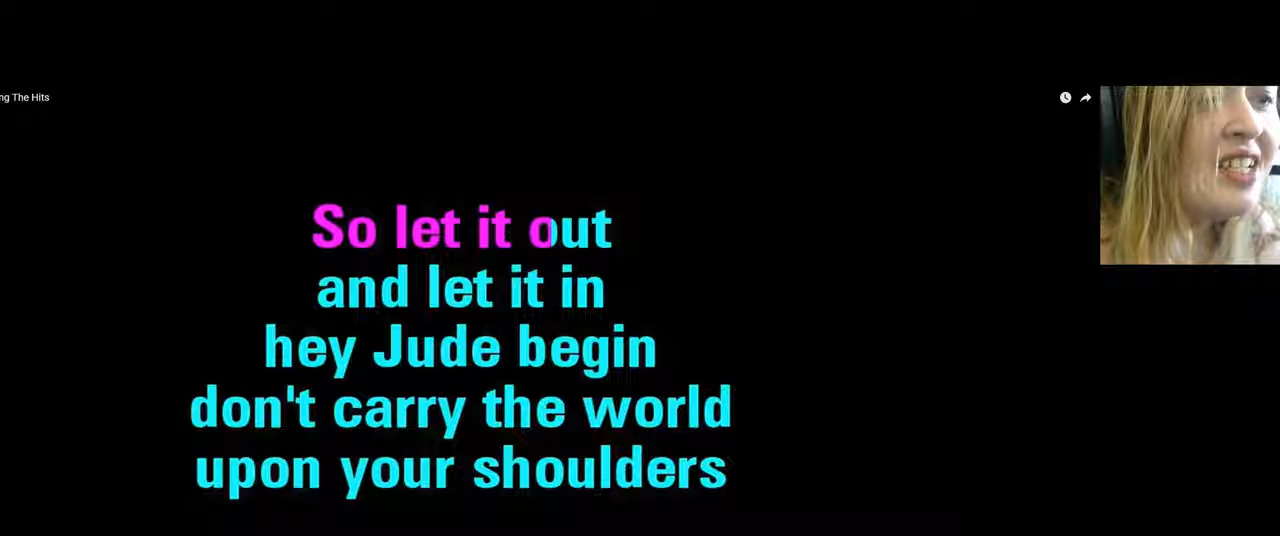 ng The Hits
So let it out
and let it in
hey Jude begin
don't carry the world
upon your shoulders